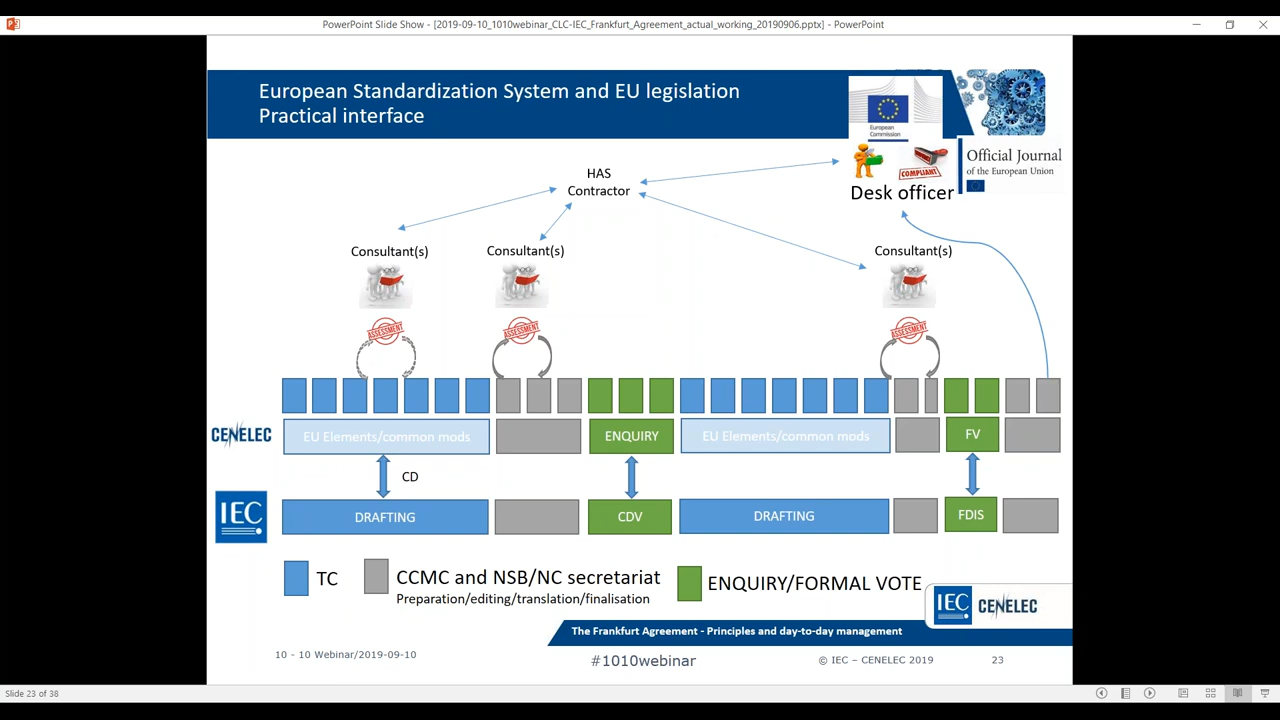 PowerPoint Slide Show - [2019-09-10_1010webinar_CLC-IEC_Frankfurt_Agreement_actual_working_20190906.pptx] - PowerPoint
European Standardization System and EU legislation
Practical interface
European
Commission
COMPLIANT
Official Journal
of the European Union
Desk officer
HAS
Contractor
Consultant(s)
Consultant(s)
Consultant(s)
ASSESSMENT
ASSESSMENT
ASSESSMENT
CENELEC
EU Elements/common mods
ENQUIRY
EU Elements/common mods
FV
CD
IEC
DRAFTING
CDV
DRAFTING
FDIS
TC
CCMC and NSB/NC secretariat
Preparation/editing/translation/finalisation
ENQUIRY/FORMAL VOTE
IEC CENELEC
The Frankfurt Agreement - Principles and day-to-day management
10 - 10 Webinar/2019-09-10
#1010webinar
© IEC – CENELEC 2019
23
Slide 23 of 38